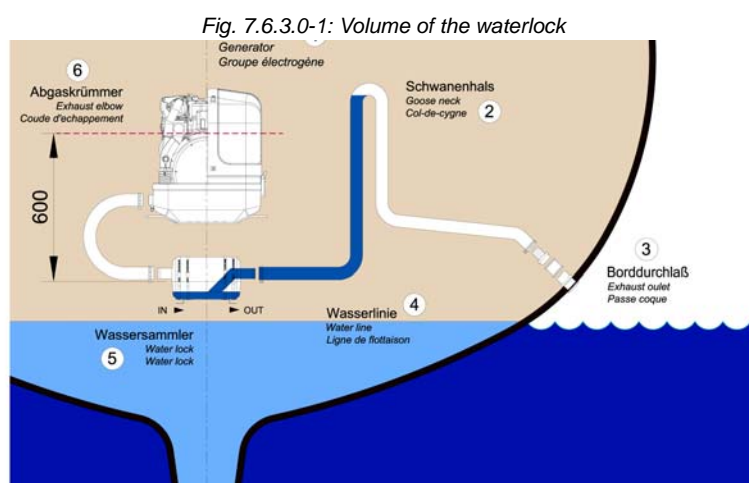 Fig. 7.6.3.0-1: Volume of the waterlock
Generator
Groupe électrogène
6
Abgaskrümmer
Exhaust elbow
Coude d'echappement
Schwanenhals
Goose neck
Col-de-cygne
2
600
3
Borddurchlaß
Exhaust oulet
Passe coque
IN
OUT
4
Wasserlinie
Water line
Ligne de flottaison
Wassersammler
Water lock
Water lock
5